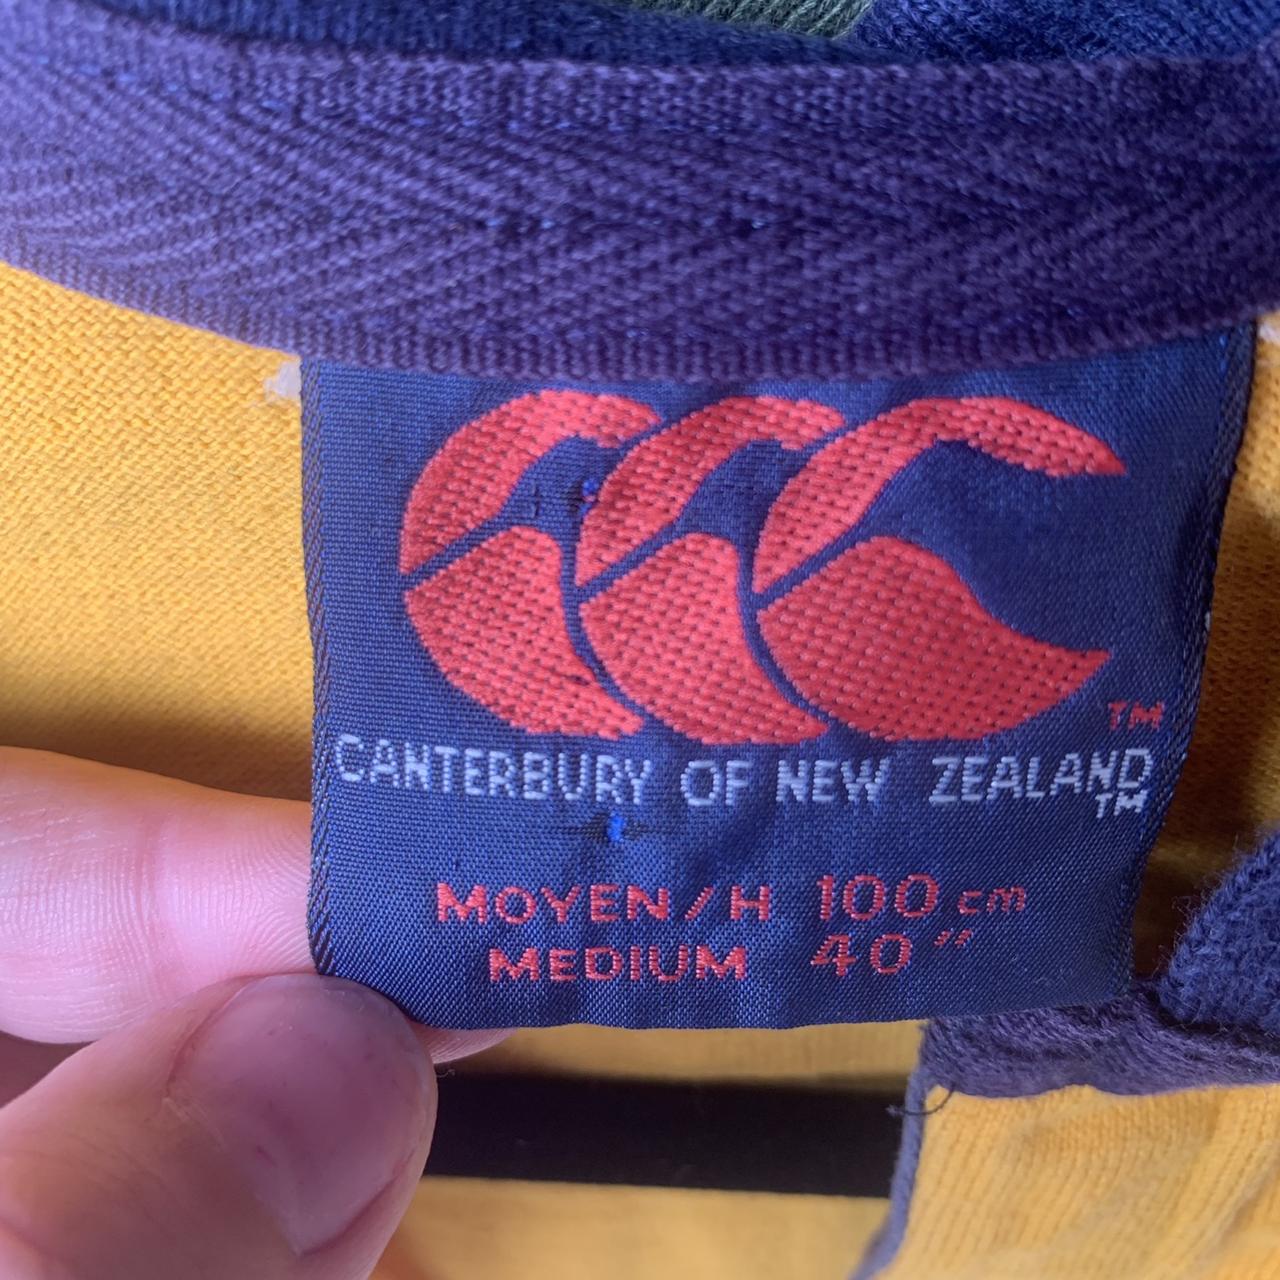 TM
CANTERBURY OF NEW ZEALAND
TM
MOYEN/H 100 cm
MEDIUM 40"